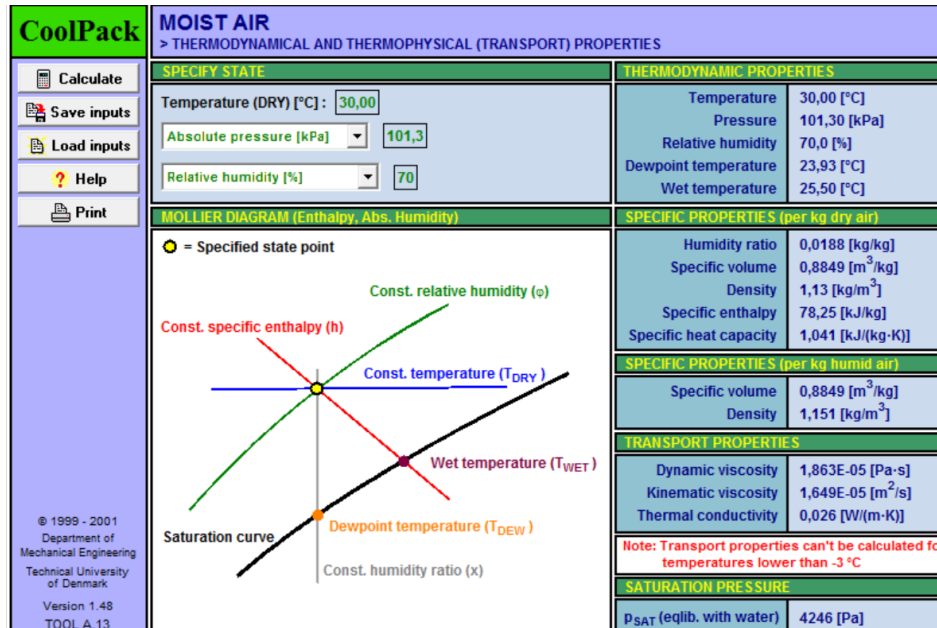 CoolPack
MOIST AIR
> THERMODYNAMICAL AND THERMOPHYSICAL (TRANSPORT) PROPERTIES
Calculate
Save inputs
Load inputs
? Help
Print
© 1999 - 2001
Department of
Mechanical Engineering
Technical University
of Denmark
Version 1.48
TOOL A.13
SPECIFY STATE
Temperature (DRY) [°C] : 30,00
Absolute pressure [kPa] 101,3
Relative humidity [%] 70
MOLLIER DIAGRAM (Enthalpy, Abs. Humidity)
= Specified state point
Const. relative humidity (φ)
Const. specific enthalpy (h)
Const. temperature (TDRY )
Wet temperature (TWET )
Dewpoint temperature (TDEW )
Saturation curve
Const. humidity ratio (x)
THERMODYNAMIC PROPERTIES
Temperature 30,00 [°C]
Pressure 101,30 [kPa]
Relative humidity 70,0 [%]
Dewpoint temperature 23,93 [°C]
Wet temperature 25,50 [°C]
SPECIFIC PROPERTIES (per kg dry air)
Humidity ratio 0,0188 [kg/kg]
Specific volume 0,8849 [m3/kg]
Density 1,13 [kg/m3]
Specific enthalpy 78,25 [kJ/kg]
Specific heat capacity 1,041 [kJ/(kg·K)]
SPECIFIC PROPERTIES (per kg humid air)
Specific volume 0,8849 [m3/kg]
Density 1,151 [kg/m3]
TRANSPORT PROPERTIES
Dynamic viscosity 1,863E-05 [Pa·s]
Kinematic viscosity 1,649E-05 [m2/s]
Thermal conductivity 0,026 [W/(m·K)]
Note: Transport properties can't be calculated fo
temperatures lower than -3 ºC
SATURATION PRESSURE
pSAT (eqlib. with water) 4246 [Pa]